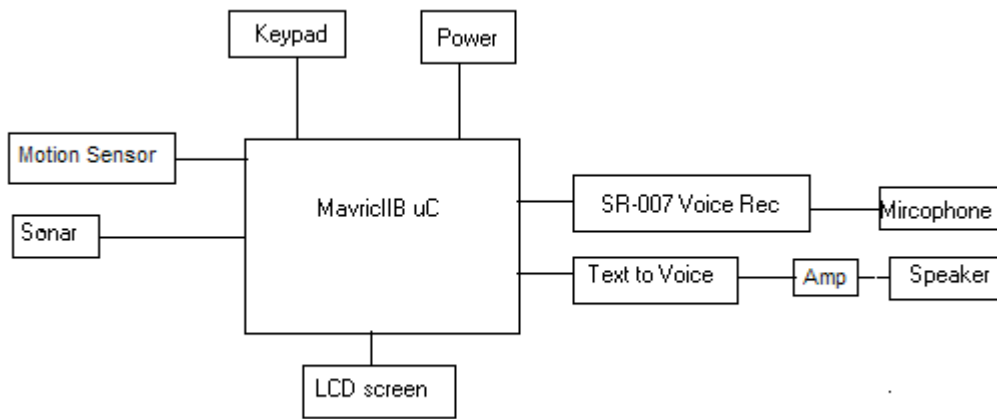 Keypad
Power
Motion Sensor
MavricIIB uC
SR-007 Voice Rec
Mircophone
Sonar
Text to Voice
Amp
Speaker
LCD screen